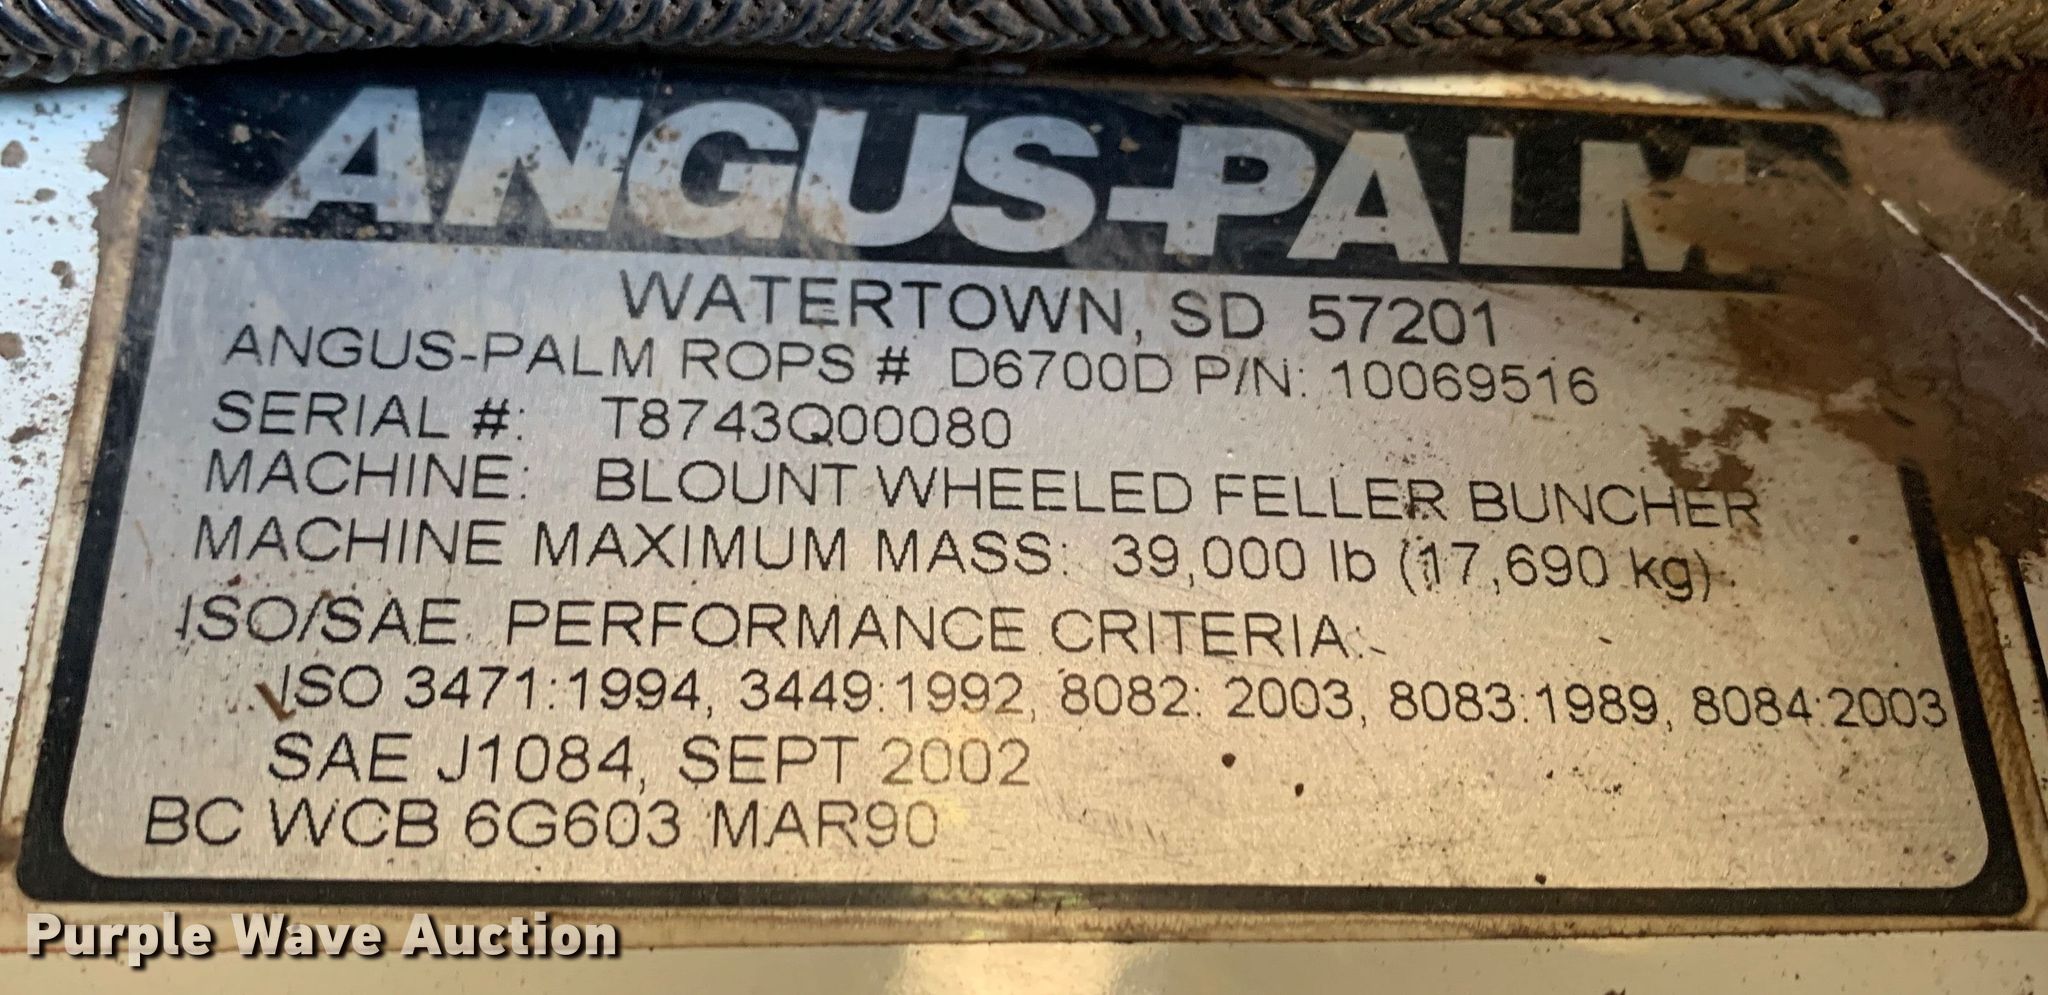 ANGUS-PALM
WATERTOWN, SD 57201
ANGUS-PALM ROPS # D6700D P/N: 10069516
SERIAL #: T8743Q00080
MACHINE: BLOUNT WHEELED FELLER BUNCHER
MACHINE MAXIMUM MASS: 39,000 lb (17,690 kg)
ISO/SAE PERFORMANCE CRITERIA:
ISO 3471:1994, 3449:1992, 8082: 2003, 8083:1989, 8084:2003
SAE J1084, SEPT 2002
BC WCB 6G603 MAR90
Purple Wave Auction